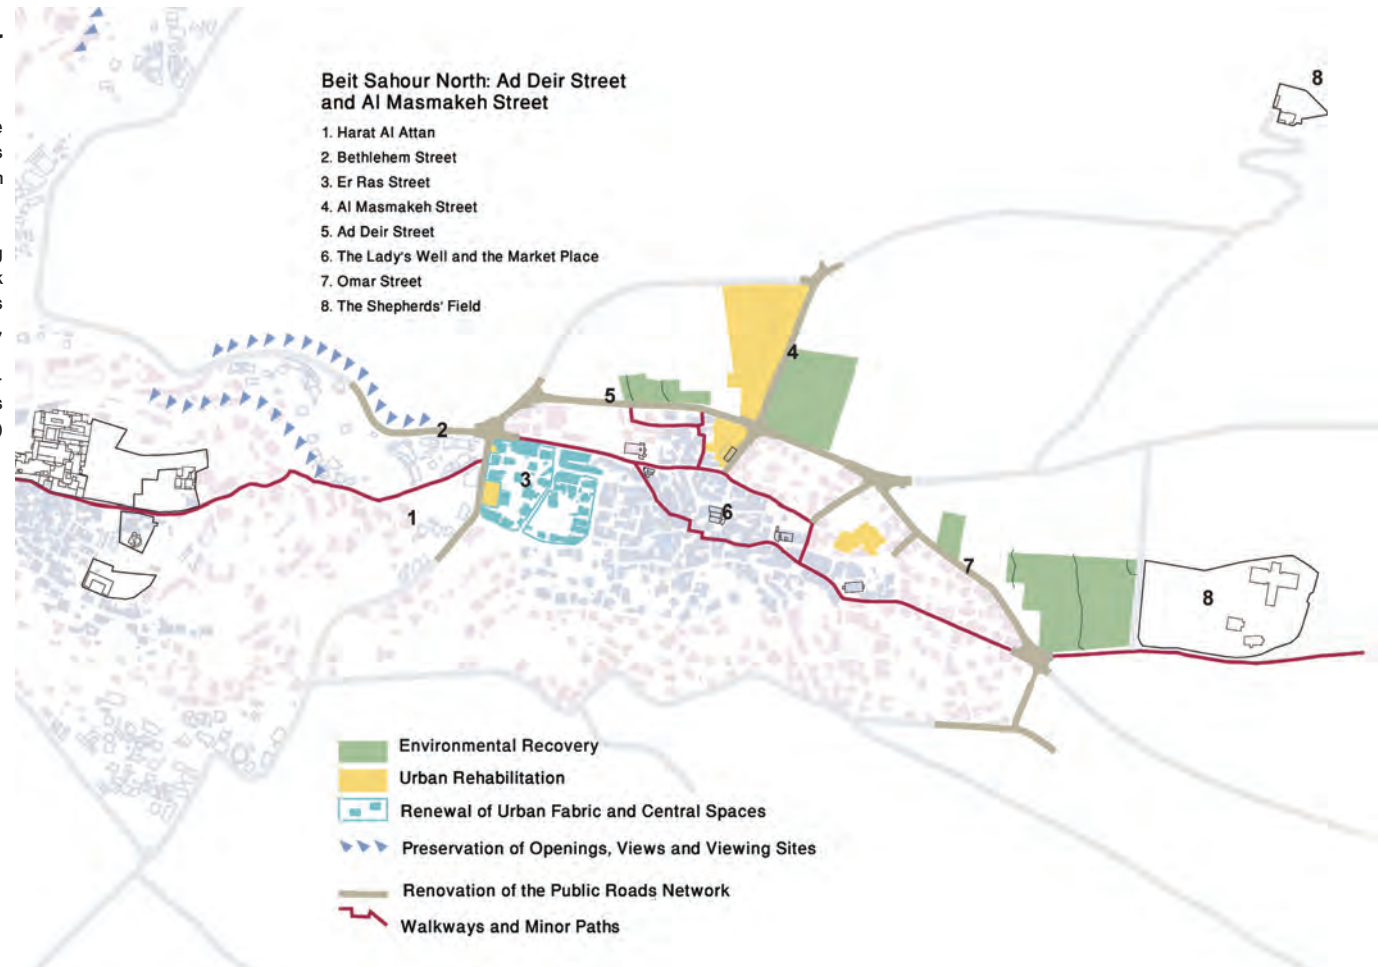 Beit Sahour North: Ad Deir Street
and Al Masmakeh Street
1. Harat Al Attan
2. Bethlehem Street
3. Er Ras Street
4. Al Masmakeh Street
5. Ad Deir Street
6. The Lady's Well and the Market Place
7. Omar Street
8. The Shepherds' Field
8
4
5
2
3
1
6
7
8
Environmental Recovery
Urban Rehabilitation
Renewal of Urban Fabric and Central Spaces
Preservation of Openings, Views and Viewing Sites
Renovation of the Public Roads Network
Walkways and Minor Paths